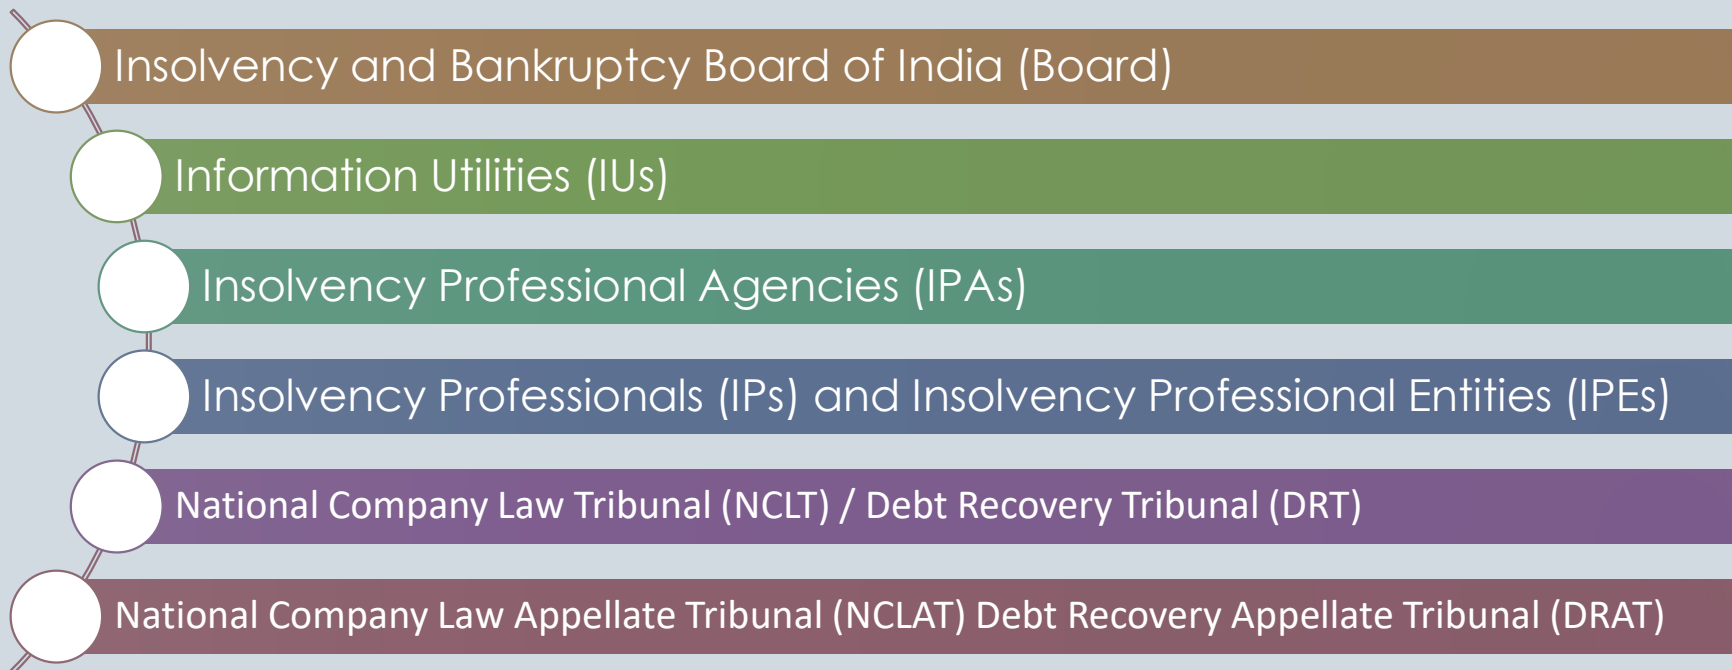 Insolvency and Bankruptcy Board of India (Board)
Information Utilities (IUs)
Insolvency Professional Agencies (IPAs)
Insolvency Professionals (IPs) and Insolvency Professional Entities (IPEs)
National Company Law Tribunal (NCLT) / Debt Recovery Tribunal (DRT)
National Company Law Appellate Tribunal (NCLAT) Debt Recovery Appellate Tribunal (DRAT)